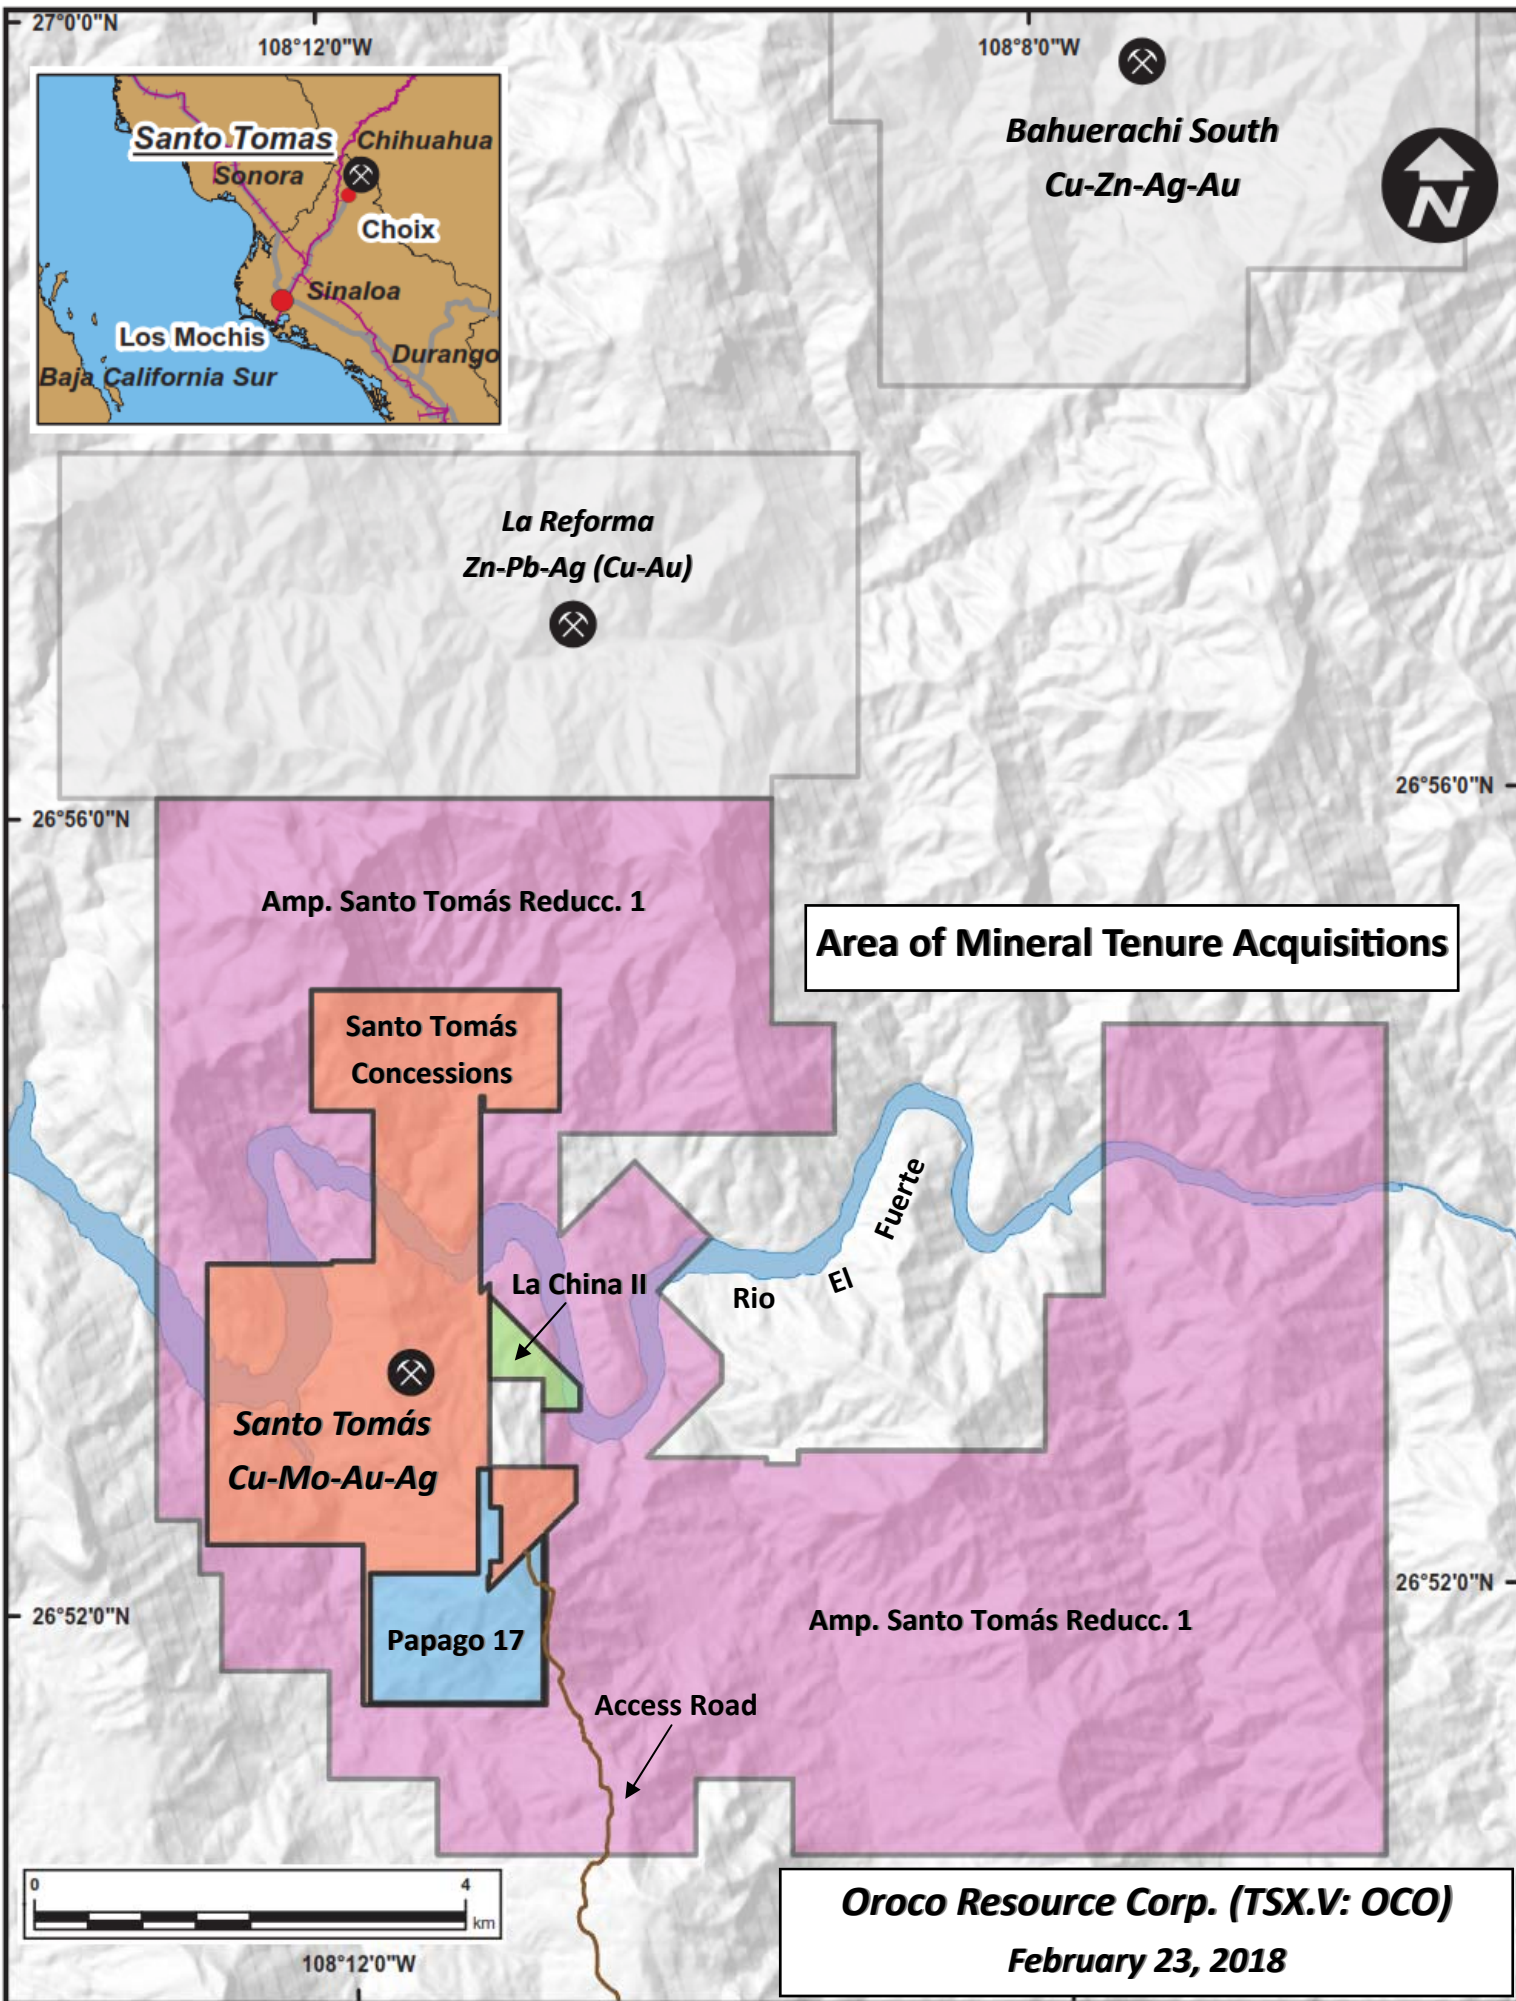 27°0'0"N
108°12'0"W
108°8'0"W
Santo Tomas
Chihuahua
Sonora
Choix
Sinaloa
Los Mochis
Durango
Baja California Sur
Bahuerachi South
Cu-Zn-Ag-Au
N
La Reforma
Zn-Pb-Ag (Cu-Au)
26°56'0"N
26°56'0"N
Amp. Santo Tomás Reducc. 1
Area of Mineral Tenure Acquisitions
Santo Tomás
Concessions
La China II
Rio El Fuerte
Santo Tomás
Cu-Mo-Au-Ag
26°52'0"N
26°52'0"N
Amp. Santo Tomás Reducc. 1
Papago 17
Access Road
0 4
km
108°12'0"W
Oroco Resource Corp. (TSX.V: OCO)
February 23, 2018